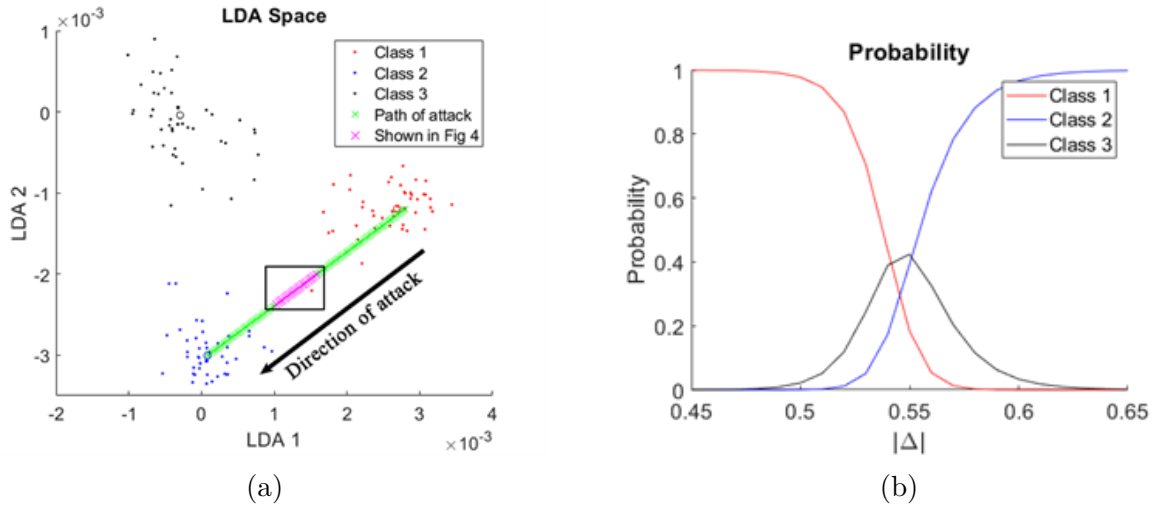 LDA Space
×10⁻³
1
0
-1
-2
-3
LDA 2
-2
-1
0
1
2
3
4
LDA 1
×10⁻³
Class 1
Class 2
Class 3
Path of attack
Shown in Fig 4
Direction of attack
(a)
Probability
1
0.8
0.6
0.4
0.2
0
Probability
0.45
0.5
0.55
0.6
0.65
|Δ|
Class 1
Class 2
Class 3
(b)